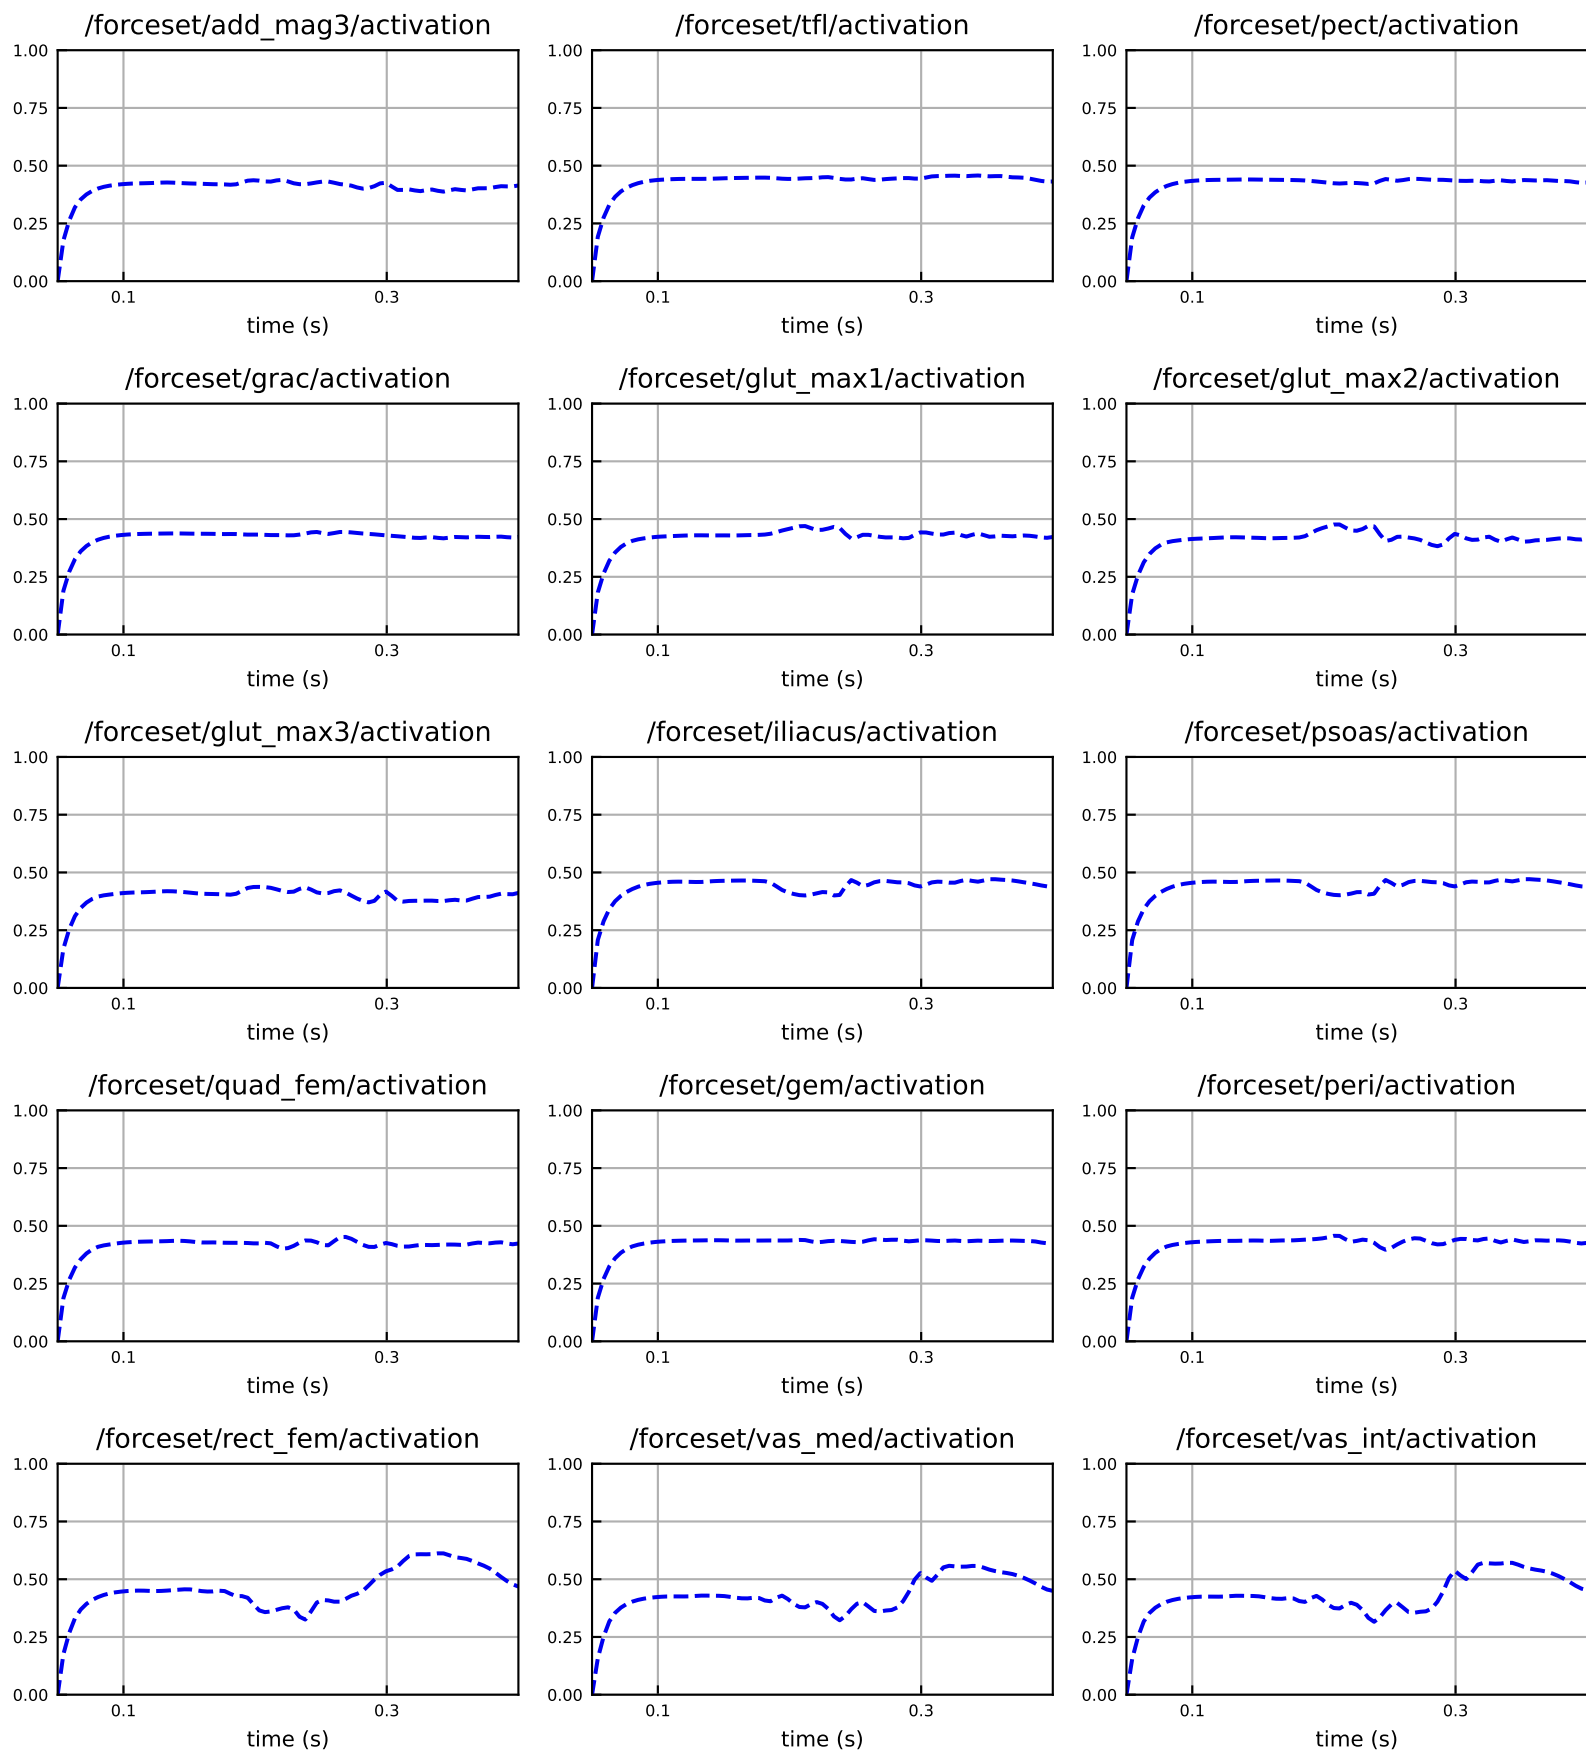 /forceset/add_mag3/activation /forceset/tfl/activation /forceset/pect/activation
1.00 1.00 1.00
0.75 0.75 0.75
0.50 0.50 0.50
0.25 0.25 0.25
0.00 0.00 0.00
0.1 0.3 0.1 0.3 0.1 0.3
time (s) time (s) time (s)
/forceset/grac/activation /forceset/glut_max1/activation /forceset/glut_max2/activation
1.00 1.00 1.00
0.75 0.75 0.75
0.50 0.50 0.50
0.25 0.25 0.25
0.00 0.00 0.00
0.1 0.3 0.1 0.3 0.1 0.3
time (s) time (s) time (s)
/forceset/glut_max3/activation /forceset/iliacus/activation /forceset/psoas/activation
1.00 1.00 1.00
0.75 0.75 0.75
0.50 0.50 0.50
0.25 0.25 0.25
0.00 0.00 0.00
0.1 0.3 0.1 0.3 0.1 0.3
time (s) time (s) time (s)
/forceset/quad_fem/activation /forceset/gem/activation /forceset/peri/activation
1.00 1.00 1.00
0.75 0.75 0.75
0.50 0.50 0.50
0.25 0.25 0.25
0.00 0.00 0.00
0.1 0.3 0.1 0.3 0.1 0.3
time (s) time (s) time (s)
/forceset/rect_fem/activation /forceset/vas_med/activation /forceset/vas_int/activation
1.00 1.00 1.00
0.75 0.75 0.75
0.50 0.50 0.50
0.25 0.25 0.25
0.00 0.00 0.00
0.1 0.3 0.1 0.3 0.1 0.3
time (s) time (s) time (s)